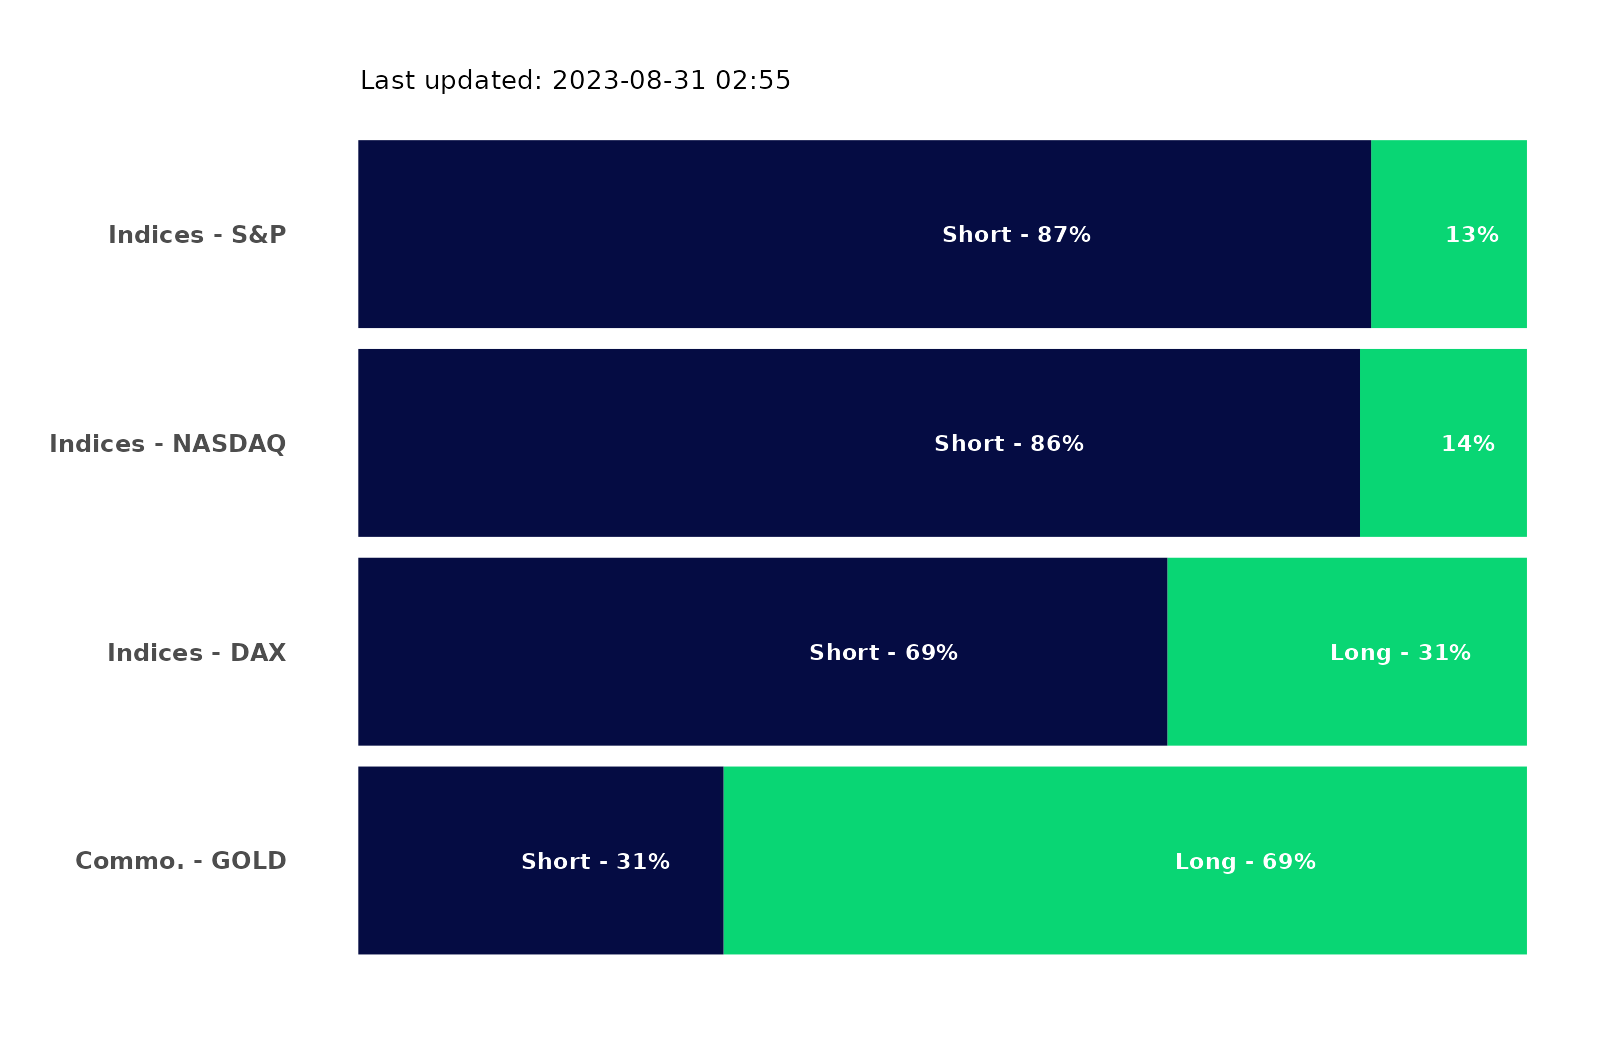 Last updated: 2023-08-31 02:55
Indices - S&P
Short - 87%
13%
Indices - NASDAQ
Short - 86%
14%
Indices - DAX
Short - 69%
Long - 31%
Commo. - GOLD
Short - 31%
Long - 69%